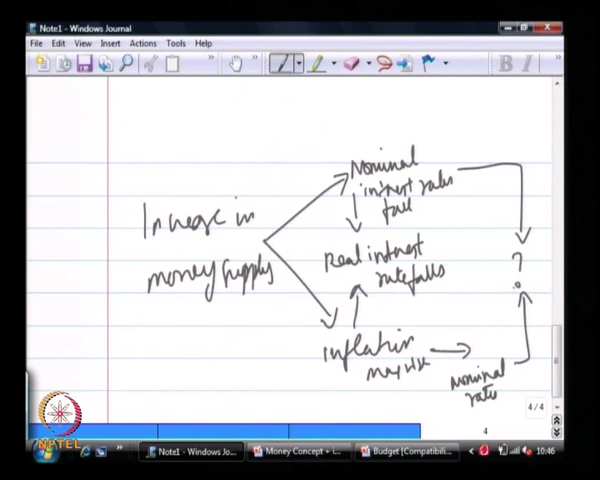 Note1 - Windows Journal
File Edit View Insert Actions Tools Help
B I
Nominal
interest rates
fall
Increase in
money supply
Real interest
rate falls
?
Inflation
may rise
nominal
rate
4/4
4
NPTEL
Note1 - Windows Jo...
Money Concept + i...
Budget [Compatibili...
10:46